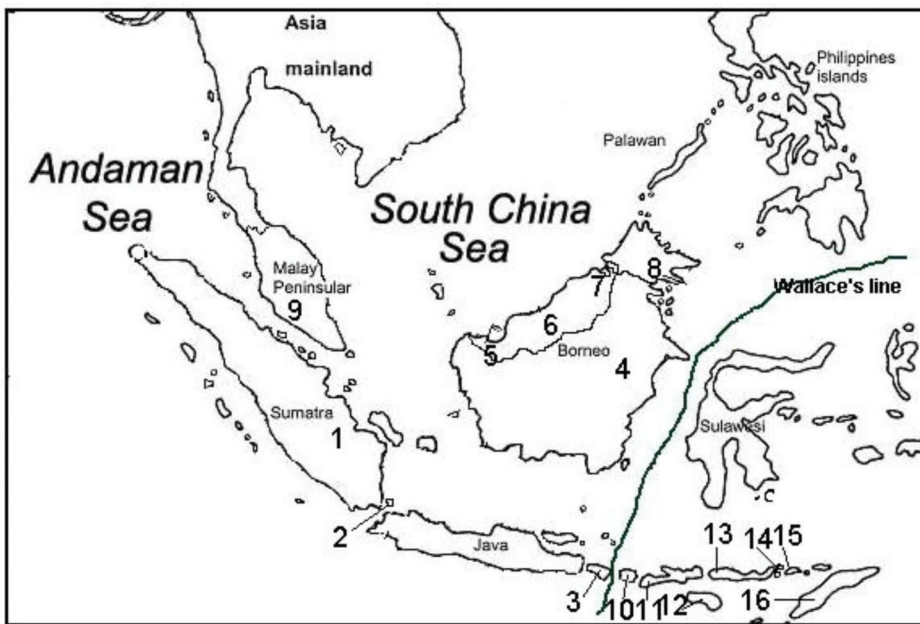 Asia
mainland
Philippines
islands
Palawan
Andaman
Sea
South China
Sea
Malay
Peninsular
9
8
7
6
5
Wallace's line
Borneo
4
Sumatra
1
Sulawesi
C
2
Java
13
14
15
3
10
11
12
16